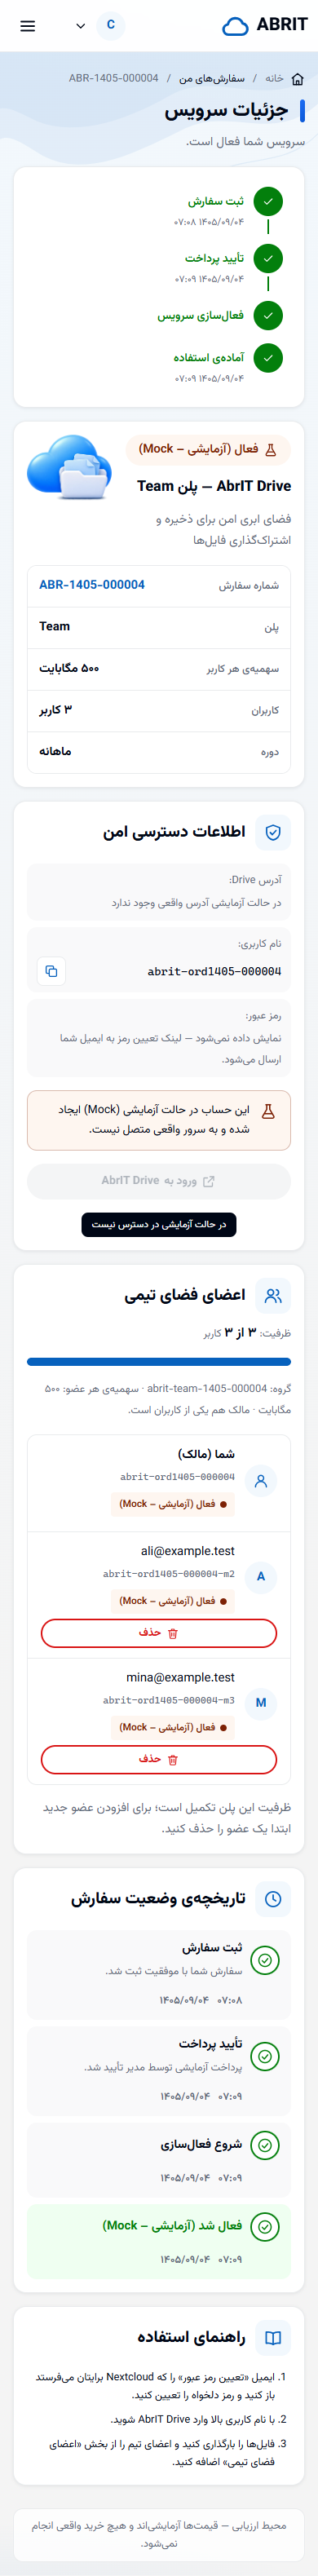 ABRIT
C
خانه / سفارش‌های من / ABR-1405-000004
جزئیات سرویس
سرویس شما فعال است.
ثبت سفارش
۱۴۰۵/۰۹/۰۴ ۰۷:۰۸
تأیید پرداخت
۱۴۰۵/۰۹/۰۴ ۰۷:۰۹
فعال‌سازی سرویس
آماده‌ی استفاده
۱۴۰۵/۰۹/۰۴ ۰۷:۰۹
فعال (آزمایشی – Mock)
AbrIT Drive — پلن Team
فضای ابری امن برای ذخیره و
اشتراک‌گذاری فایل‌ها
شماره سفارش ABR-1405-000004
پلن Team
سهمیه‌ی هر کاربر ۵۰۰ مگابایت
کاربران ۳ کاربر
دوره ماهانه
اطلاعات دسترسی امن
آدرس Drive:
در حالت آزمایشی آدرس واقعی وجود ندارد
نام کاربری:
abrit-ord1405-000004
رمز عبور:
نمایش داده نمی‌شود — لینک تعیین رمز به ایمیل شما
ارسال می‌شود.
این حساب در حالت آزمایشی (Mock) ایجاد
شده و به سرور واقعی متصل نیست.
ورود به AbrIT Drive
در حالت آزمایشی در دسترس نیست
اعضای فضای تیمی
ظرفیت: ۳ از ۳ کاربر
گروه: abrit-team-1405-000004 · سهمیه‌ی هر عضو: ۵۰۰
مگابایت · مالک هم یکی از کاربران است.
شما (مالک)
abrit-ord1405-000004
فعال (آزمایشی – Mock)
A
ali@example.test
abrit-ord1405-000004-m2
فعال (آزمایشی – Mock)
حذف
M
mina@example.test
abrit-ord1405-000004-m3
فعال (آزمایشی – Mock)
حذف
ظرفیت این پلن تکمیل است؛ برای افزودن عضو جدید
ابتدا یک عضو را حذف کنید.
تاریخچه‌ی وضعیت سفارش
ثبت سفارش
سفارش شما با موفقیت ثبت شد.
۰۷:۰۸ ۱۴۰۵/۰۹/۰۴
تأیید پرداخت
پرداخت آزمایشی توسط مدیر تأیید شد.
۰۷:۰۹ ۱۴۰۵/۰۹/۰۴
شروع فعال‌سازی
۰۷:۰۹ ۱۴۰۵/۰۹/۰۴
فعال شد (آزمایشی – Mock)
۰۷:۰۹ ۱۴۰۵/۰۹/۰۴
راهنمای استفاده
1. ایمیل «تعیین رمز عبور» را که Nextcloud برایتان می‌فرستد
باز کنید و رمز دلخواه را تعیین کنید.
2. با نام کاربری بالا وارد AbrIT Drive شوید.
3. فایل‌ها را بارگذاری کنید و اعضای تیم را از بخش «اعضای
فضای تیمی» اضافه کنید.
محیط ارزیابی — قیمت‌ها آزمایشی‌اند و هیچ خرید واقعی انجام
نمی‌شود.